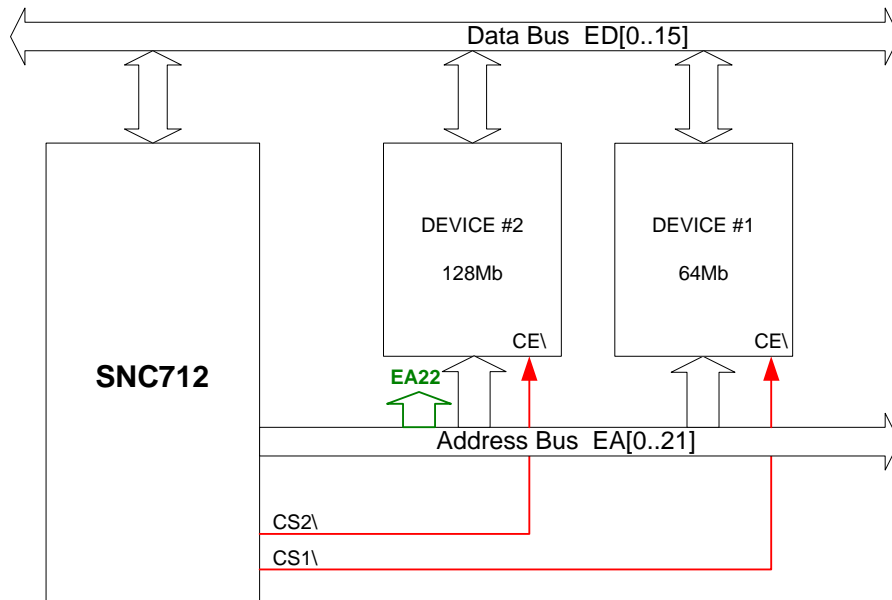 Data Bus  ED[0..15]
DEVICE #2
128Mb
CE\
DEVICE #1
64Mb
CE\
SNC712
EA22
Address Bus  EA[0..21]
CS2\
CS1\